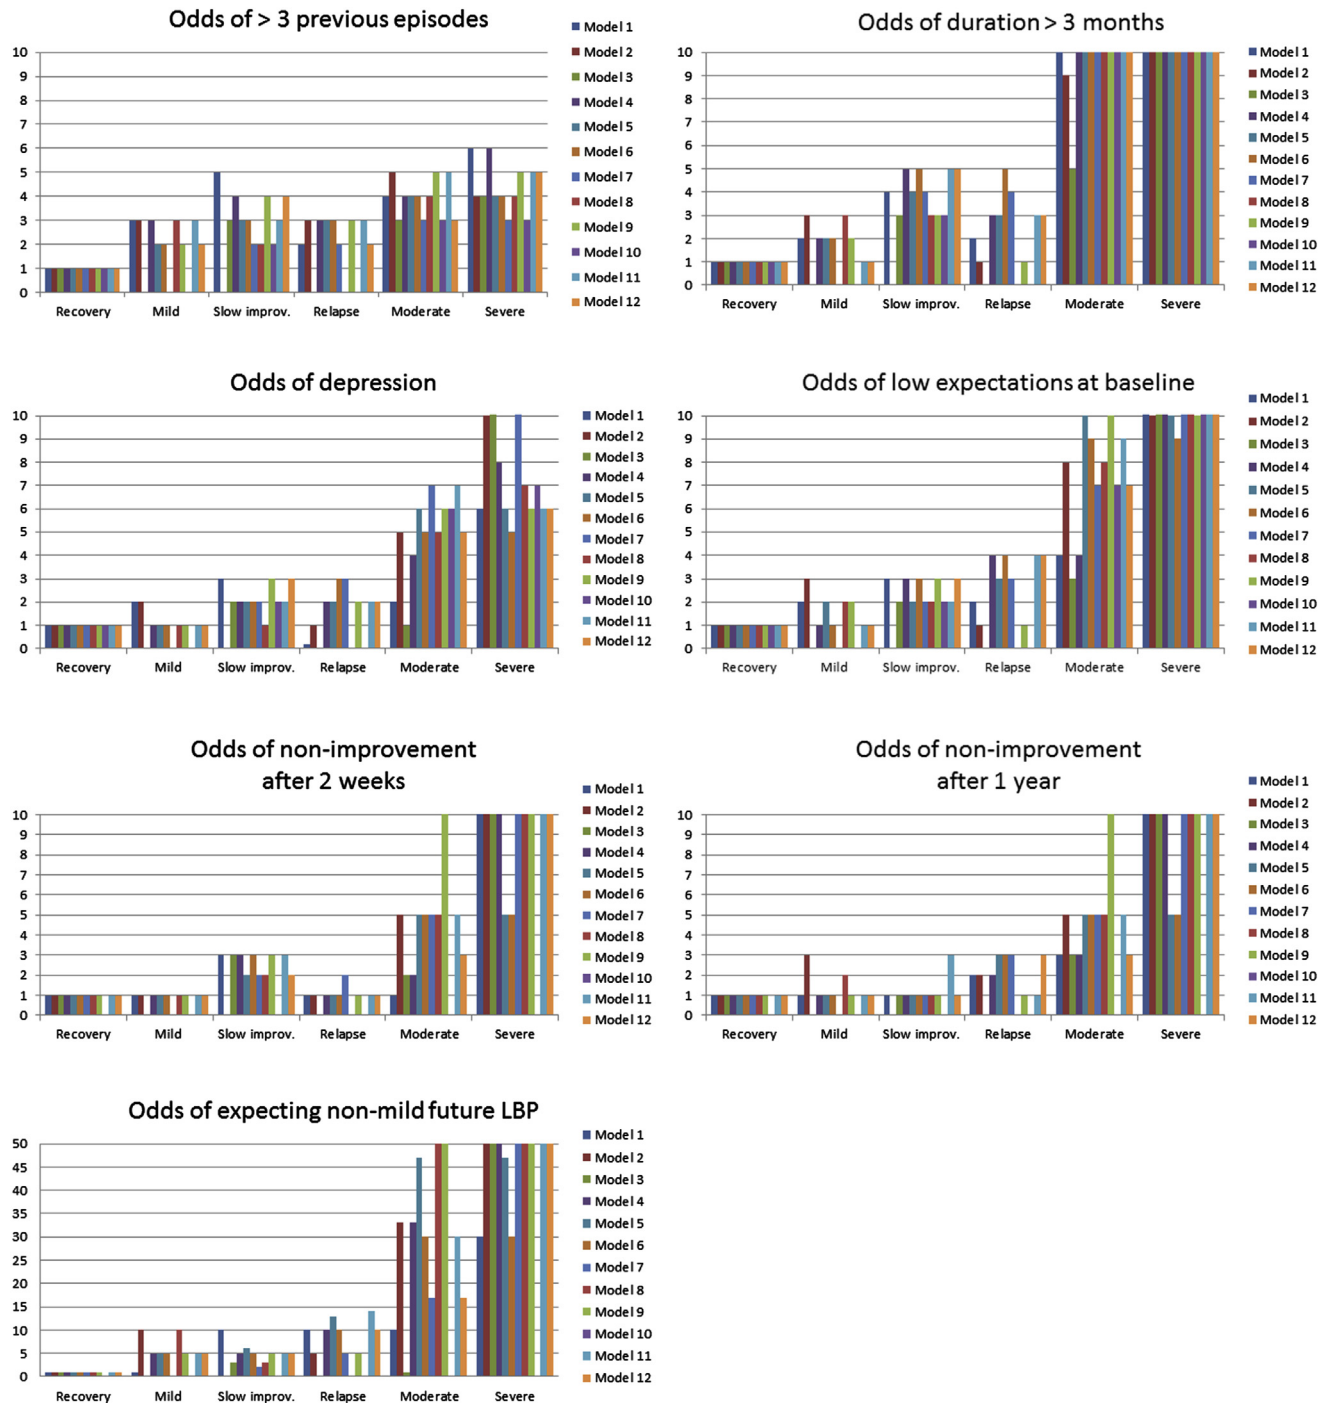 Odds of > 3 previous episodes
10
9
8
7
6
5
4
3
2
1
0
Recovery Mild Slow improv. Relapse Moderate Severe
Model 1
Model 2
Model 3
Model 4
Model 5
Model 6
Model 7
Model 8
Model 9
Model 10
Model 11
Model 12
Odds of duration > 3 months
10
9
8
7
6
5
4
3
2
1
0
Recovery Mild Slow improv. Relapse Moderate Severe
Model 1
Model 2
Model 3
Model 4
Model 5
Model 6
Model 7
Model 8
Model 9
Model 10
Model 11
Model 12
Odds of depression
10
9
8
7
6
5
4
3
2
1
0
Recovery Mild Slow improv. Relapse Moderate Severe
Model 1
Model 2
Model 3
Model 4
Model 5
Model 6
Model 7
Model 8
Model 9
Model 10
Model 11
Model 12
Odds of low expectations at baseline
10
9
8
7
6
5
4
3
2
1
0
Recovery Mild Slow improv. Relapse Moderate Severe
Model 1
Model 2
Model 3
Model 4
Model 5
Model 6
Model 7
Model 8
Model 9
Model 10
Model 11
Model 12
Odds of non-improvement
after 2 weeks
10
9
8
7
6
5
4
3
2
1
0
Recovery Mild Slow improv. Relapse Moderate Severe
Model 1
Model 2
Model 3
Model 4
Model 5
Model 6
Model 7
Model 8
Model 9
Model 10
Model 11
Model 12
Odds of non-improvement
after 1 year
10
9
8
7
6
5
4
3
2
1
0
Recovery Mild Slow improv. Relapse Moderate Severe
Model 1
Model 2
Model 3
Model 4
Model 5
Model 6
Model 7
Model 8
Model 9
Model 10
Model 11
Model 12
Odds of expecting non-mild future LBP
50
45
40
35
30
25
20
15
10
5
0
Recovery Mild Slow improv. Relapse Moderate Severe
Model 1
Model 2
Model 3
Model 4
Model 5
Model 6
Model 7
Model 8
Model 9
Model 10
Model 11
Model 12